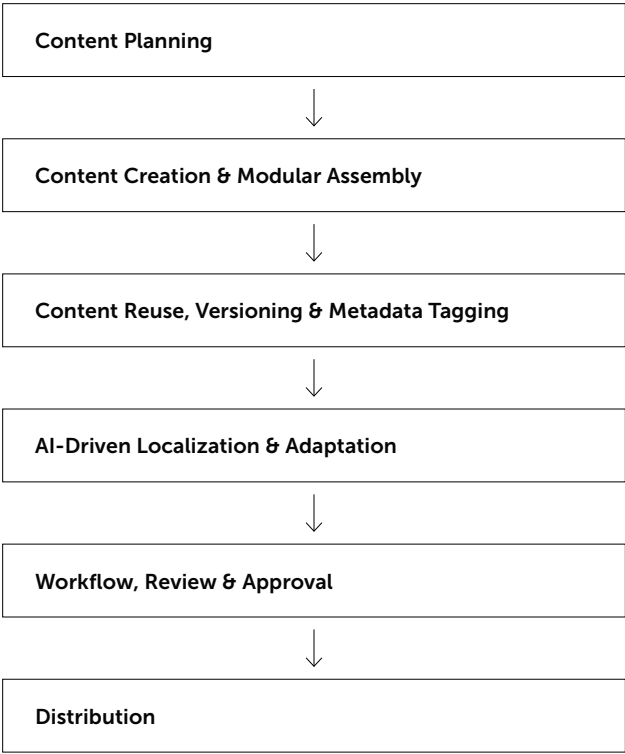 Content Planning
Content Creation & Modular Assembly
Content Reuse, Versioning & Metadata Tagging
AI-Driven Localization & Adaptation
Workflow, Review & Approval
Distribution